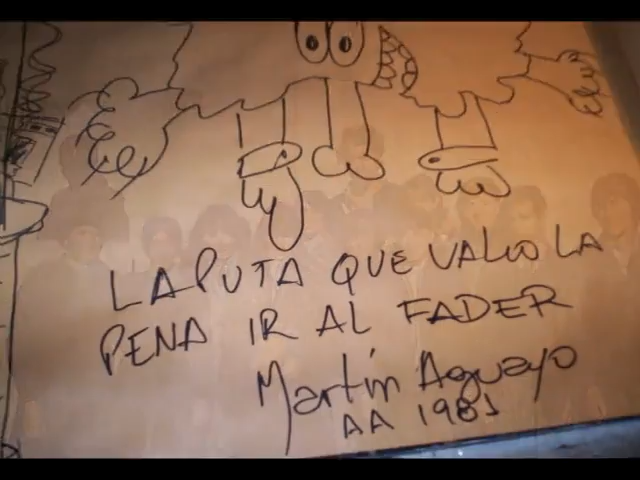 LA PUTA QUE VALIO LA
PENA IR AL FADER
Martín Aguayo
AA 1981